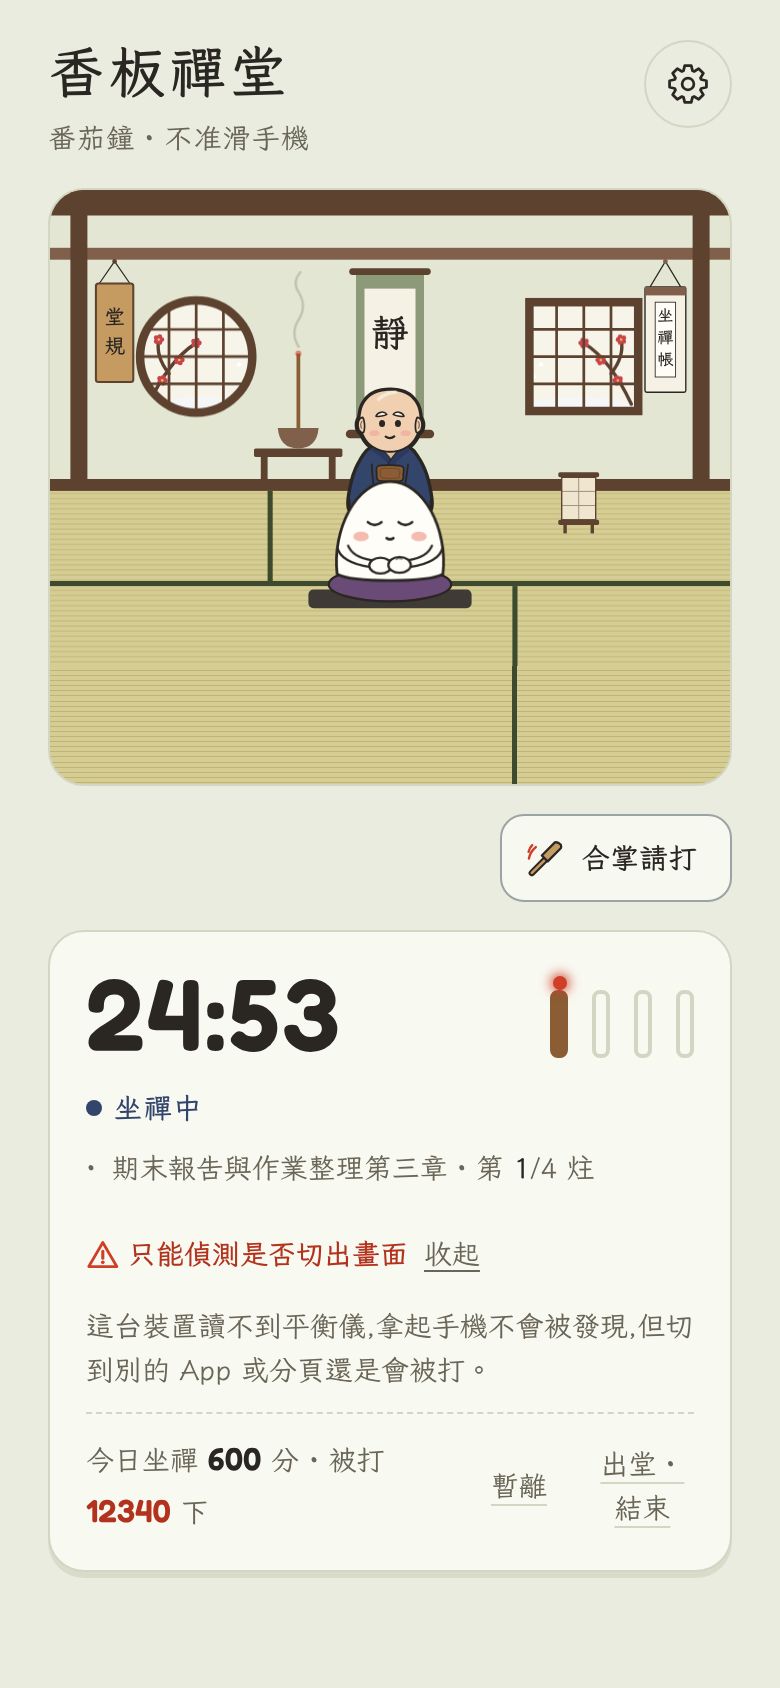 香板禪堂
番茄鐘・不准滑手機
堂規
靜
坐禪帳
合掌請打
24:53
坐禪中
・ 期末報告與作業整理第三章・第 1/4 炷
只能偵測是否切出畫面 收起
這台裝置讀不到平衡儀,拿起手機不會被發現,但切
到別的 App 或分頁還是會被打。
今日坐禪 600 分・被打
12340 下
暫離
出堂・
結束